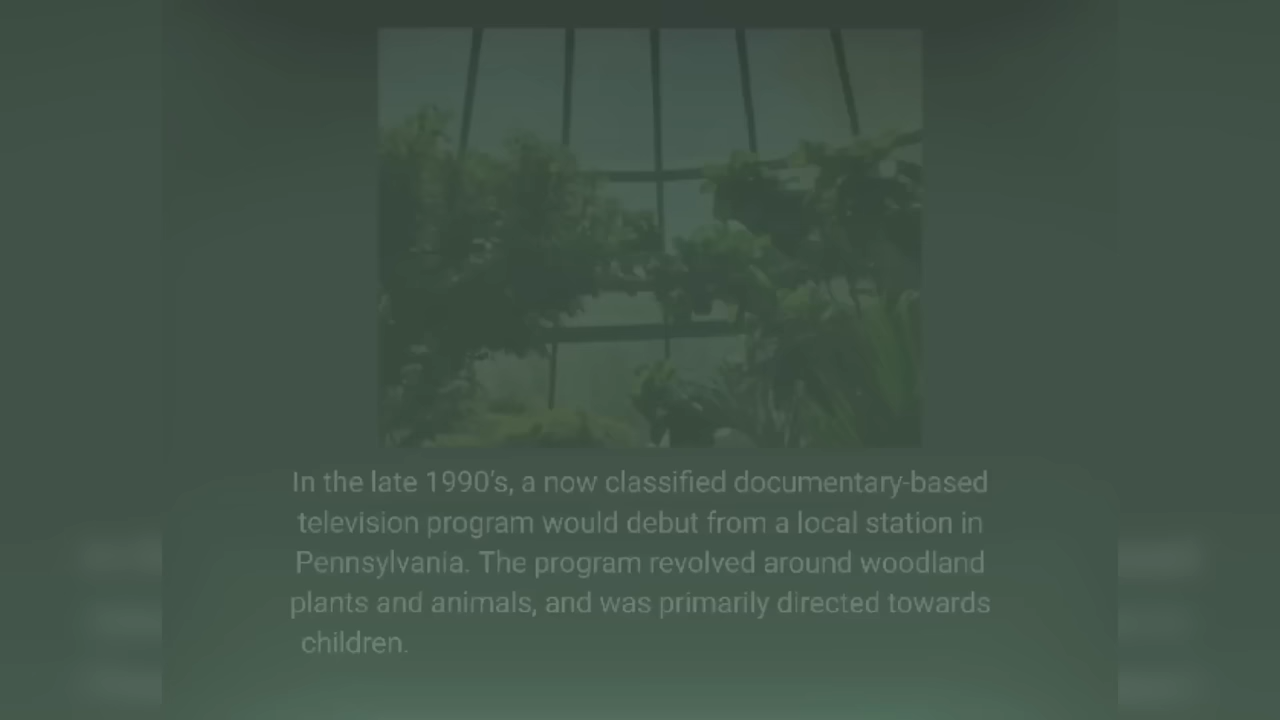 In the late 1990's, a now classified documentary-based
television program would debut from a local station in
Pennsylvania. The program revolved around woodland
plants and animals, and was primarily directed towards
children.